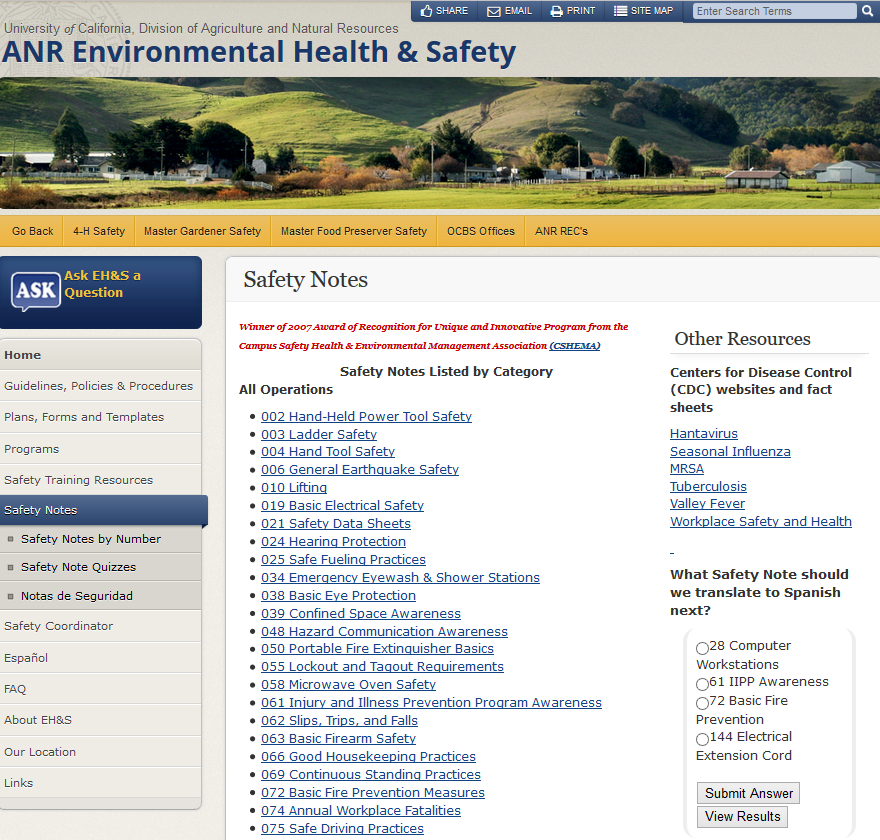 SHARE EMAIL PRINT SITE MAP Enter Search Terms
University of California, Division of Agriculture and Natural Resources
ANR Environmental Health & Safety
Go Back 4-H Safety Master Gardener Safety Master Food Preserver Safety OCBS Offices ANR REC's
ASK
Ask EH&S a
Question
Home
Guidelines, Policies & Procedures
Plans, Forms and Templates
Programs
Safety Training Resources
Safety Notes
Safety Notes by Number
Safety Note Quizzes
Notas de Seguridad
Safety Coordinator
Español
FAQ
About EH&S
Our Location
Links
Safety Notes
Winner of 2007 Award of Recognition for Unique and Innovative Program from the
Campus Safety Health & Environmental Management Association (CSHEMA)
Safety Notes Listed by Category
All Operations
002 Hand-Held Power Tool Safety
003 Ladder Safety
004 Hand Tool Safety
006 General Earthquake Safety
010 Lifting
019 Basic Electrical Safety
021 Safety Data Sheets
024 Hearing Protection
025 Safe Fueling Practices
034 Emergency Eyewash & Shower Stations
038 Basic Eye Protection
039 Confined Space Awareness
048 Hazard Communication Awareness
050 Portable Fire Extinguisher Basics
055 Lockout and Tagout Requirements
058 Microwave Oven Safety
061 Injury and Illness Prevention Program Awareness
062 Slips, Trips, and Falls
063 Basic Firearm Safety
066 Good Housekeeping Practices
069 Continuous Standing Practices
072 Basic Fire Prevention Measures
074 Annual Workplace Fatalities
075 Safe Driving Practices
Other Resources
Centers for Disease Control
(CDC) websites and fact
sheets
Hantavirus
Seasonal Influenza
MRSA
Tuberculosis
Valley Fever
Workplace Safety and Health
What Safety Note should
we translate to Spanish
next?
28 Computer
Workstations
61 IIPP Awareness
72 Basic Fire
Prevention
144 Electrical
Extension Cord
Submit Answer
View Results